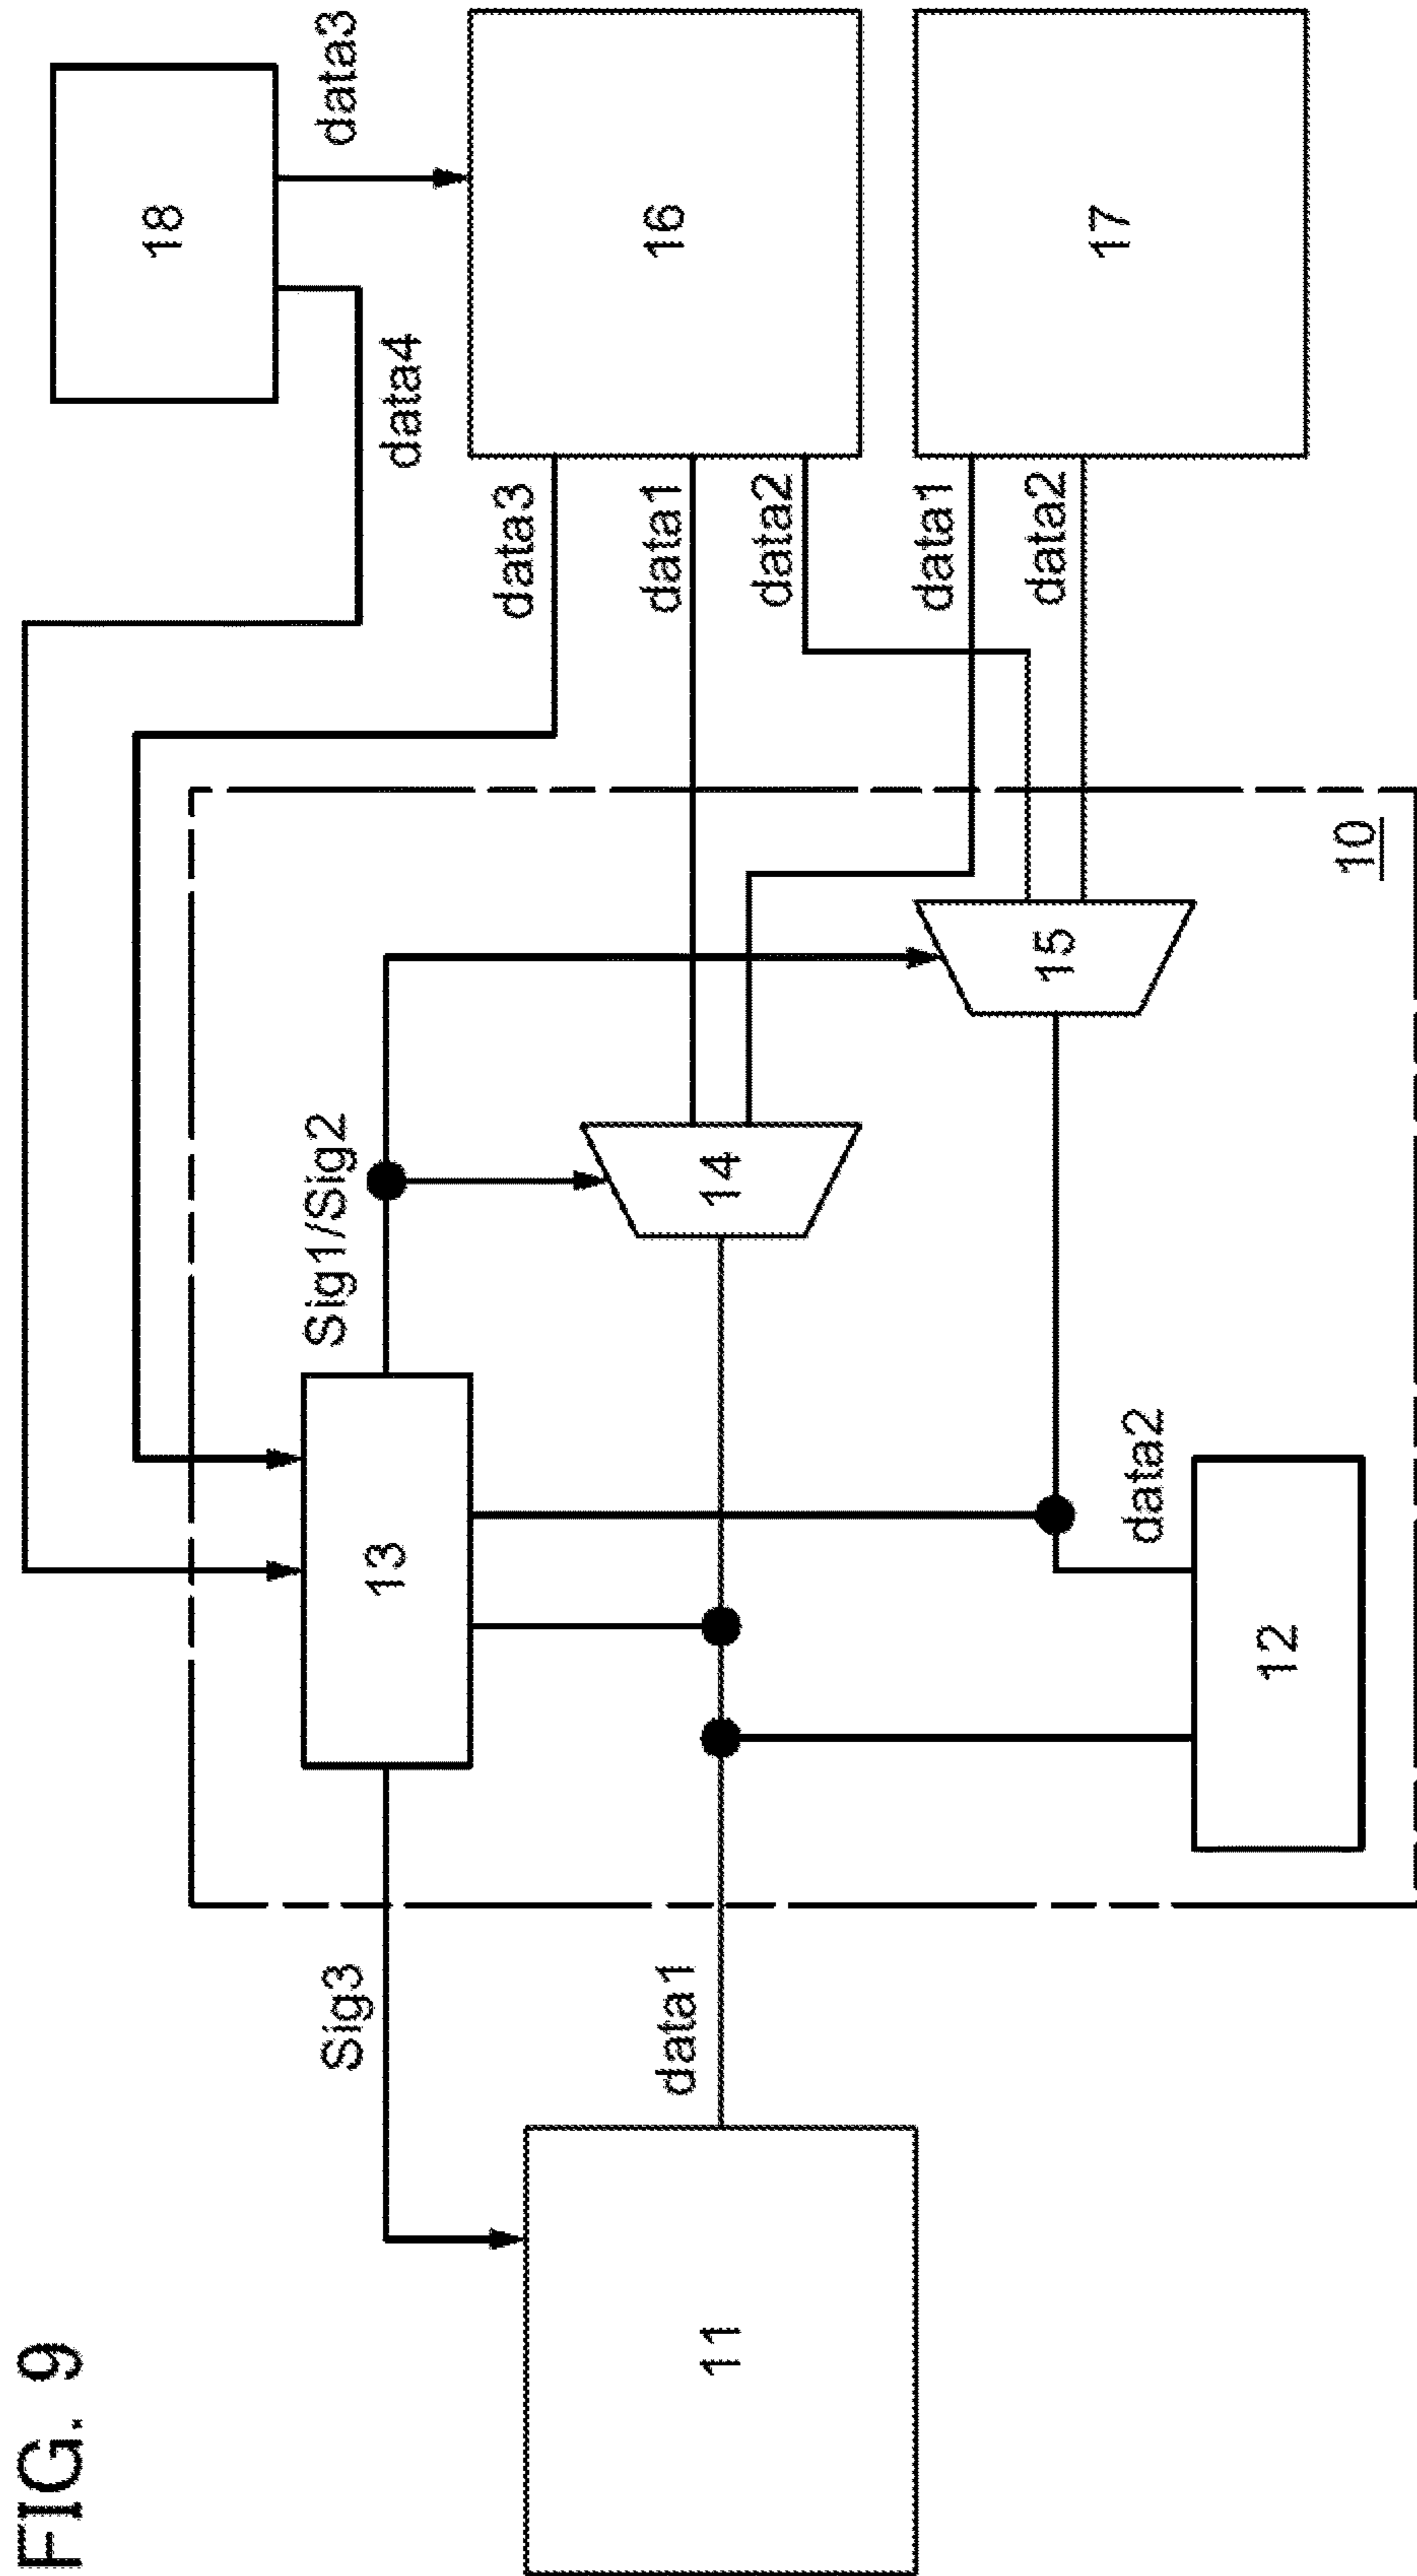 FIG. 9
18
data3
data4
16
data3
data1
data2
17
data1
data2
10
Sig1/Sig2
13
14
15
data2
12
Sig3
data1
11